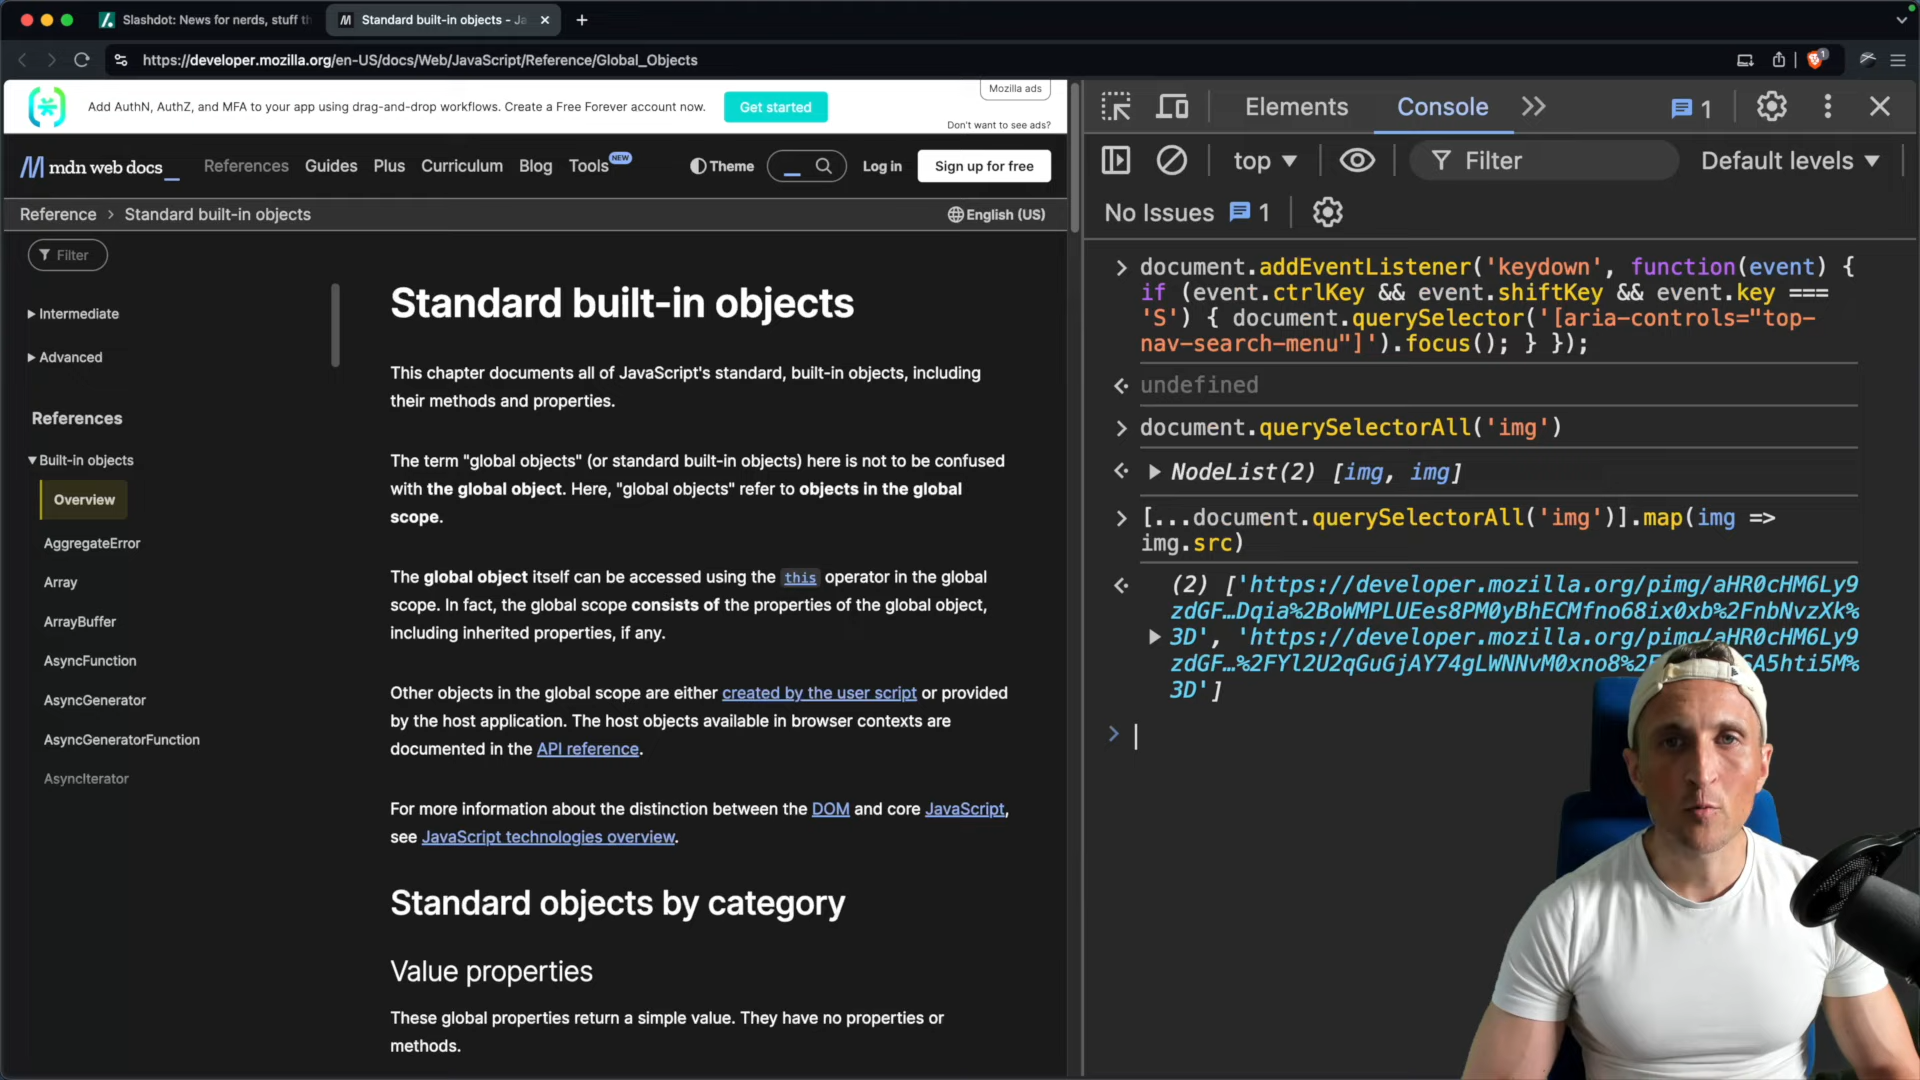 Slashdot: News for nerds, stuff th
Standard built-in objects - Ja
https://developer.mozilla.org/en-US/docs/Web/JavaScript/Reference/Global_Objects
1
Add AuthN, AuthZ, and MFA to your app using drag-and-drop workflows. Create a Free Forever account now.
Get started
Mozilla ads
Don't want to see ads?
mdn web docs
References
Guides
Plus
Curriculum
Blog
Tools
NEW
Theme
Log in
Sign up for free
Reference > Standard built-in objects
English (US)
Filter
Intermediate
Advanced
References
Built-in objects
Overview
AggregateError
Array
ArrayBuffer
AsyncFunction
AsyncGenerator
AsyncGeneratorFunction
AsyncIterator
Standard built-in objects
This chapter documents all of JavaScript's standard, built-in objects, including
their methods and properties.
The term "global objects" (or standard built-in objects) here is not to be confused
with the global object. Here, "global objects" refer to objects in the global
scope.
The global object itself can be accessed using the this operator in the global
scope. In fact, the global scope consists of the properties of the global object,
including inherited properties, if any.
Other objects in the global scope are either created by the user script or provided
by the host application. The host objects available in browser contexts are
documented in the API reference.
For more information about the distinction between the DOM and core JavaScript,
see JavaScript technologies overview.
Standard objects by category
Value properties
These global properties return a simple value. They have no properties or
methods.
Elements
Console
1
top
Filter
Default levels
No Issues
1
document.addEventListener('keydown', function(event) {
if (event.ctrlKey && event.shiftKey && event.key ===
'S') { document.querySelector('[aria-controls="top-
nav-search-menu"]').focus(); } });
undefined
document.querySelectorAll('img')
NodeList(2) [img, img]
[...document.querySelectorAll('img')].map(img =>
img.src)
(2) ['https://developer.mozilla.org/pimg/aHR0cHM6Ly9
zdGF…Dqia%2BoWMPLUEes8PM0yBhECMfno68ix0xb%2FnbNvzXk%
3D', 'https://developer.mozilla.org/pimg/aHR0cHM6Ly9
zdGF…%2FYl2U2qGuGjAY74gLWNNvM0xno8%2F A5hti5M%
3D']